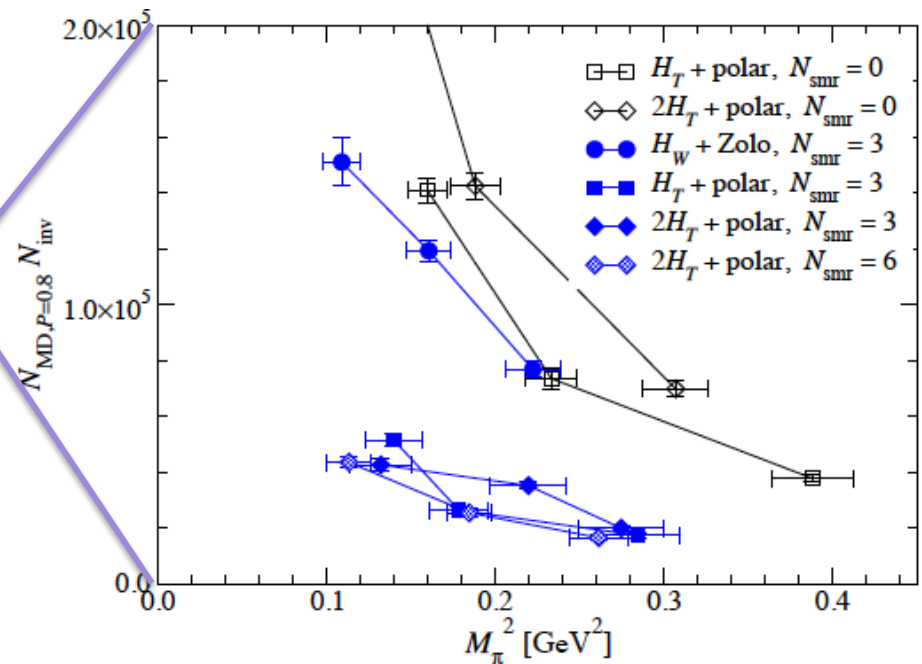 2.0×10⁵
H_T + polar, N_smr = 0
2H_T + polar, N_smr = 0
H_W + Zolo, N_smr = 3
H_T + polar, N_smr = 3
2H_T + polar, N_smr = 3
2H_T + polar, N_smr = 6
N_MD,P=0.8 N_inv
1.0×10⁵
0.0
0.0 0.1 0.2 0.3 0.4
M_π² [GeV²]